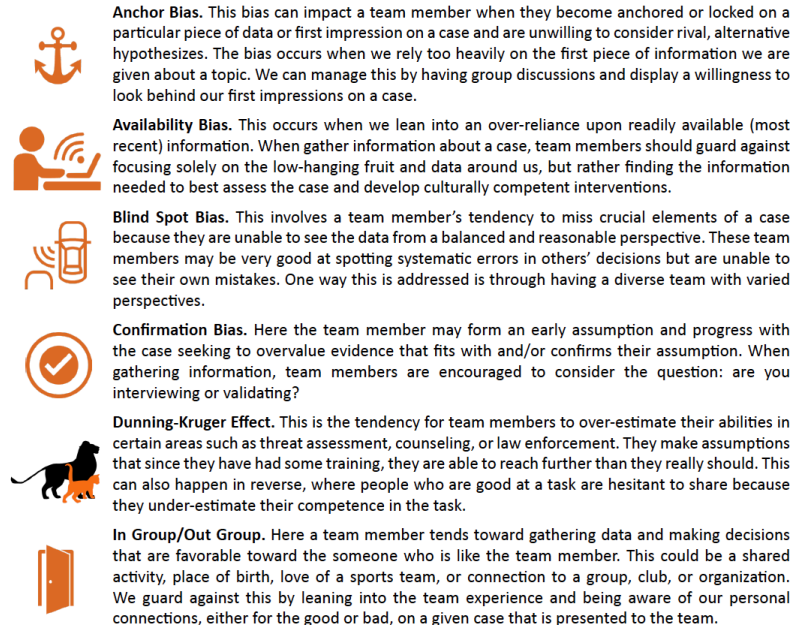 Anchor Bias. This bias can impact a team member when they become anchored or locked on a
particular piece of data or first impression on a case and are unwilling to consider rival, alternative
hypothesizes. The bias occurs when we rely too heavily on the first piece of information we are
given about a topic. We can manage this by having group discussions and display a willingness to
look behind our first impressions on a case.
Availability Bias. This occurs when we lean into an over-reliance upon readily available (most
recent) information. When gather information about a case, team members should guard against
focusing solely on the low-hanging fruit and data around us, but rather finding the information
needed to best assess the case and develop culturally competent interventions.
Blind Spot Bias. This involves a team member’s tendency to miss crucial elements of a case
because they are unable to see the data from a balanced and reasonable perspective. These team
members may be very good at spotting systematic errors in others’ decisions but are unable to
see their own mistakes. One way this is addressed is through having a diverse team with varied
perspectives.
Confirmation Bias. Here the team member may form an early assumption and progress with
the case seeking to overvalue evidence that fits with and/or confirms their assumption. When
gathering information, team members are encouraged to consider the question: are you
interviewing or validating?
Dunning-Kruger Effect. This is the tendency for team members to over-estimate their abilities in
certain areas such as threat assessment, counseling, or law enforcement. They make assumptions
that since they have had some training, they are able to reach further than they really should. This
can also happen in reverse, where people who are good at a task are hesitant to share because
they under-estimate their competence in the task.
In Group/Out Group. Here a team member tends toward gathering data and making decisions
that are favorable toward the someone who is like the team member. This could be a shared
activity, place of birth, love of a sports team, or connection to a group, club, or organization.
We guard against this by leaning into the team experience and being aware of our personal
connections, either for the good or bad, on a given case that is presented to the team.